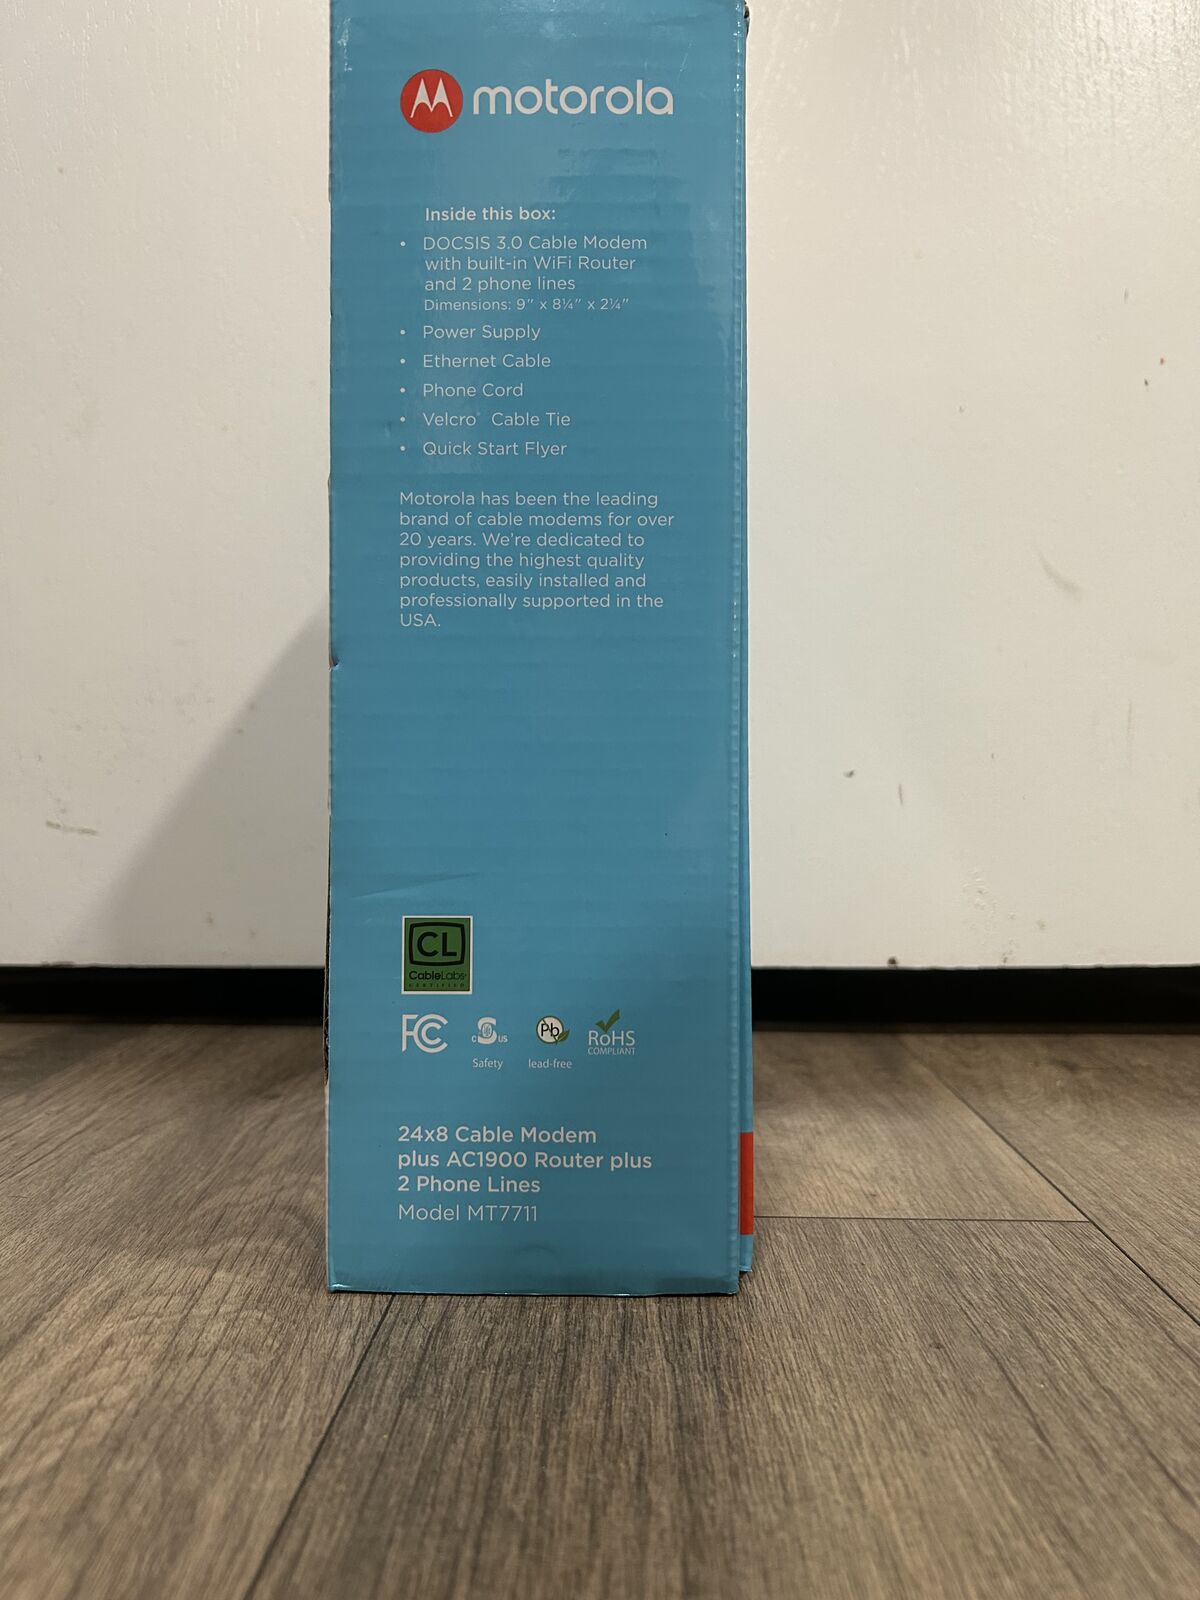 motorola
Inside this box:
• DOCSIS 3.0 Cable Modem
with built-in WiFi Router
and 2 phone lines
Dimensions: 9" x 8¼" x 2¼"
• Power Supply
• Ethernet Cable
• Phone Cord
• Velcro® Cable Tie
• Quick Start Flyer
Motorola has been the leading
brand of cable modems for over
20 years. We're dedicated to
providing the highest quality
products, easily installed and
professionally supported in the
USA.
CL
CableLabs®
CERTIFIED
FC
c S us
Safety
Pb
lead-free
RoHS
COMPLIANT
24x8 Cable Modem
plus AC1900 Router plus
2 Phone Lines
Model MT7711